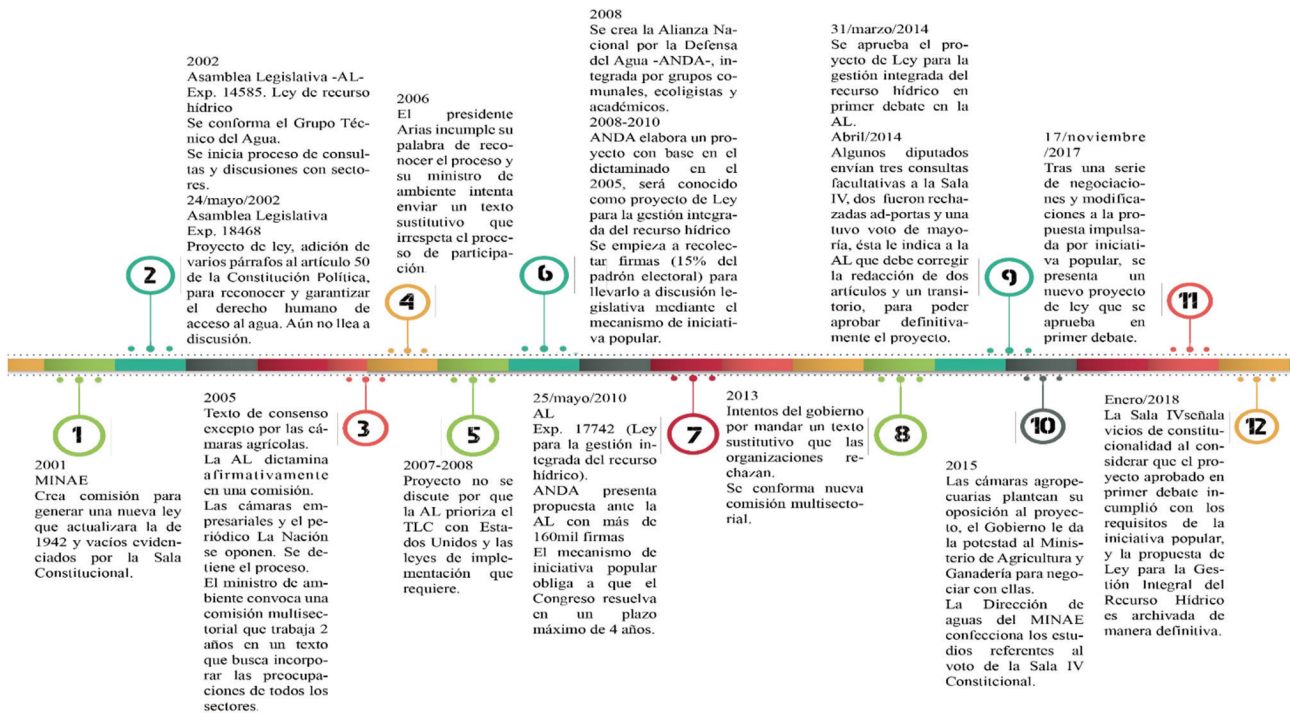 1
2001
MINAE
Crea comisión para
generar una nueva ley
que actualizara la de
1942 y vacíos eviden-
ciados por la Sala
Constitucional.
2
2002
Asamblea Legislativa -AL-
Exp. 14585. Ley de recurso
hídrico
Se conforma el Grupo Téc-
nico del Agua.
Se inicia proceso de consul-
tas y discusiones con secto-
res.
24/mayo/2002
Asamblea Legislativa
Exp. 18468
Proyecto de ley, adición de
varios párrafos al artículo 50
de la Constitución Política,
para reconocer y garantizar
el derecho humano de
acceso al agua. Aún no llea a
discusión.
3
2005
Texto de consenso
excepto por las cá-
maras agrícolas.
La AL dictamina
afirmativamente
en una comisión.
Las cámaras em-
presariales y el pe-
riódico La Nación
se oponen. Se de-
tiene el proceso.
El ministro de am-
biente convoca una
comisión multisec-
torial que trabaja 2
años en un texto
que busca incorpo-
rar las preocupa-
ciones de todos los
sectores.
4
2006
El presidente
Arias incumple su
palabra de reco-
nocer el proceso y
su ministro de
ambiente intenta
enviar un texto
sustitutivo que
irrespeta el proce-
so de participa-
ción
5
2007-2008
Proyecto no se
discute por que
la AL prioriza el
TLC con Esta-
dos Unidos y las
leyes de imple-
mentación que
requiere.
6
2008
Se crea la Alianza Na-
cional por la Defensa
del Agua -ANDA-, in-
tegrada por grupos co-
munales, ecoligistas y
académicos.
2008-2010
ANDA elabora un pro-
yecto con base en el
dictaminado en el
2005, será conocido
como proyecto de Ley
para la gestión integra-
da del recurso hídrico
Se empieza a recolec-
tar firmas (15% del
padrón electoral) para
llevarlo a discusión le-
gislativa mediante el
mecanismo de iniciati-
va popular.
7
25/mayo/2010
AL
Exp. 17742 (Ley
para la gestión in-
tegrada del recurso
hídrico).
ANDA presenta
propuesta ante la
AL con más de
160mil firmas
El mecanismo de
iniciativa popular
obliga a que el
Congreso resuelva
en un plazo
máximo de 4 años.
8
2013
Intentos del gobierno
por mandar un texto
sustitutivo que las
organizaciones re-
chazan.
Se conforma nueva
comisión multisecto-
rial.
9
31/marzo/2014
Se aprueba el pro-
yecto de Ley para la
gestión integrada del
recurso hídrico en
primer debate en la
AL.
Abril/2014
Algunos diputados
envían tres consultas
facultativas a la Sala
IV, dos fueron recha-
zadas ad-portas y una
tuvo voto de mayo-
ría, ésta le indica a la
AL que debe corregir
la redacción de dos
artículos y un transi-
torio, para poder
aprobar definitiva-
mente el proyecto.
10
2015
Las cámaras agrope-
cuarias plantean su
oposición al proyec-
to, el Gobierno le da
la potestad al Minis-
terio de Agricultura y
Ganadería para nego-
ciar con ellas.
La Dirección de
aguas del MINAE
confecciona los estu-
dios referentes al
voto de la Sala IV
Constitcional.
11
17/noviembre
/2017
Tras una serie
de negociacio-
nes y modifica-
ciones a la pro-
puesta impulsa-
da por iniciati-
va popular, se
presenta un
nuevo proyecto
de ley que se
aprueba en
primer debate.
12
Enero/2018
La Sala IVseñala
vicios de constitu-
cionalidad al con-
siderar que el pro-
yecto aprobado en
primer debate in-
cumplió con los
requisitos de la
iniciativa popular,
y la propuesta de
Ley para la Ges-
tión Integral del
Recurso Hídrico
es archivada de
manera definitiva.